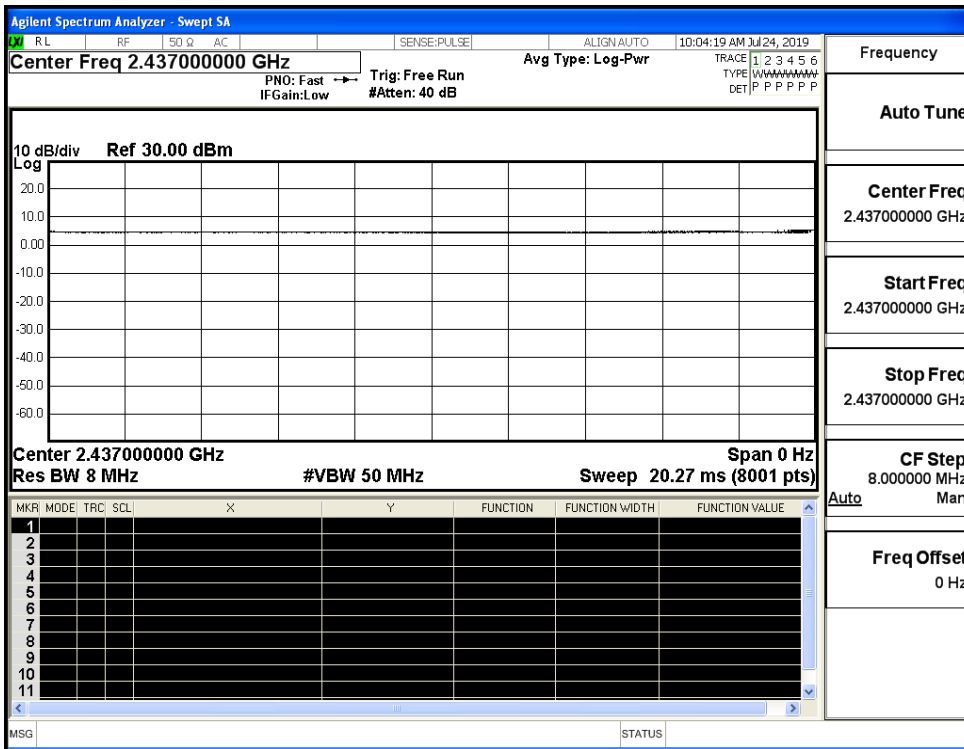 Agilent Spectrum Analyzer - Swept SA
LXI RL RF 50 Ω AC SENSE:PULSE ALIGN AUTO 10:04:19 AM Jul 24, 2019
Center Freq 2.437000000 GHz
PNO: Fast
IFGain:Low
Trig: Free Run
#Atten: 40 dB
Avg Type: Log-Pwr
TRACE 1 2 3 4 5 6
TYPE WWWWWW
DET P P P P P P
10 dB/div Ref 30.00 dBm
Log
20.0
10.0
0.00
-10.0
-20.0
-30.0
-40.0
-50.0
-60.0
Center 2.437000000 GHz Span 0 Hz
Res BW 8 MHz #VBW 50 MHz Sweep 20.27 ms (8001 pts)
MKR MODE TRC SCL X Y FUNCTION FUNCTION WIDTH FUNCTION VALUE
1
2
3
4
5
6
7
8
9
10
11
MSG STATUS
Frequency
Auto Tune
Center Freq
2.437000000 GHz
Start Freq
2.437000000 GHz
Stop Freq
2.437000000 GHz
CF Step
8.000000 MHz
Auto Man
Freq Offset
0 Hz